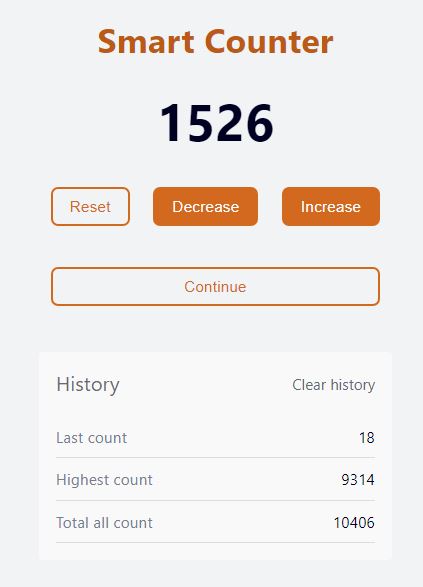 Smart Counter
1526
Reset Decrease Increase
Continue
History Clear history
Last count 18
Highest count 9314
Total all count 10406